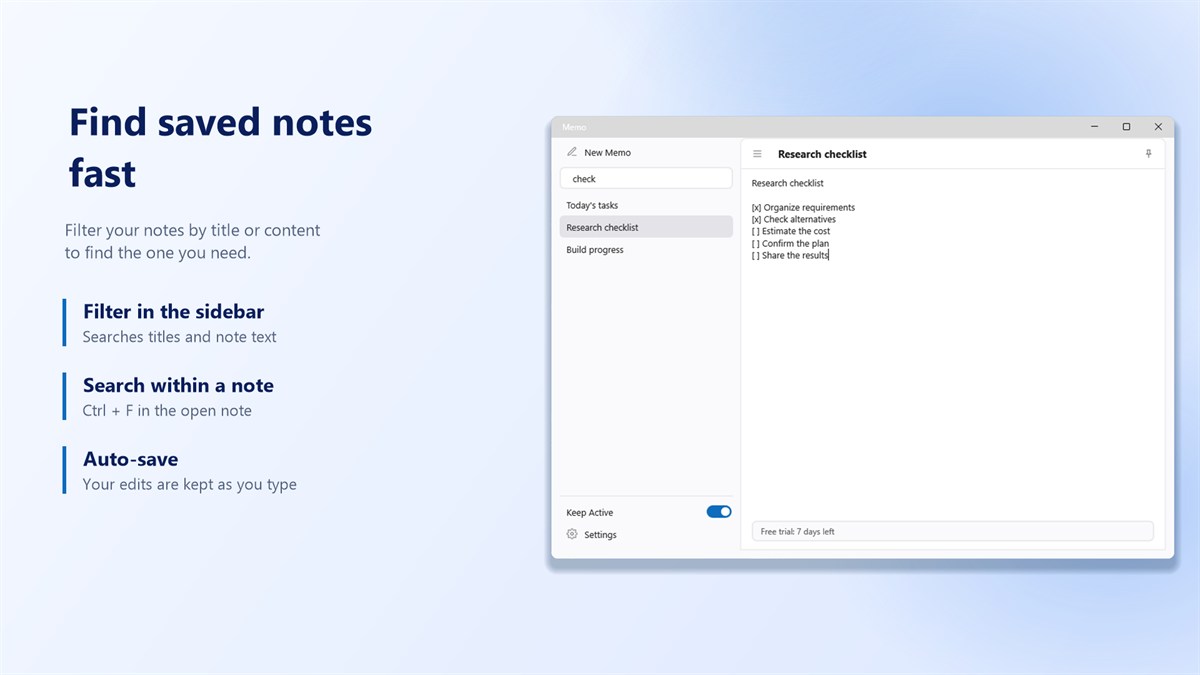 Find saved notes
fast
Filter your notes by title or content
to find the one you need.
Filter in the sidebar
Searches titles and note text
Search within a note
Ctrl + F in the open note
Auto-save
Your edits are kept as you type
Memo
New Memo
check
Today's tasks
Research checklist
Build progress
Keep Active
Settings
Research checklist
Research checklist
[x] Organize requirements
[x] Check alternatives
[ ] Estimate the cost
[ ] Confirm the plan
[ ] Share the results
Free trial: 7 days left